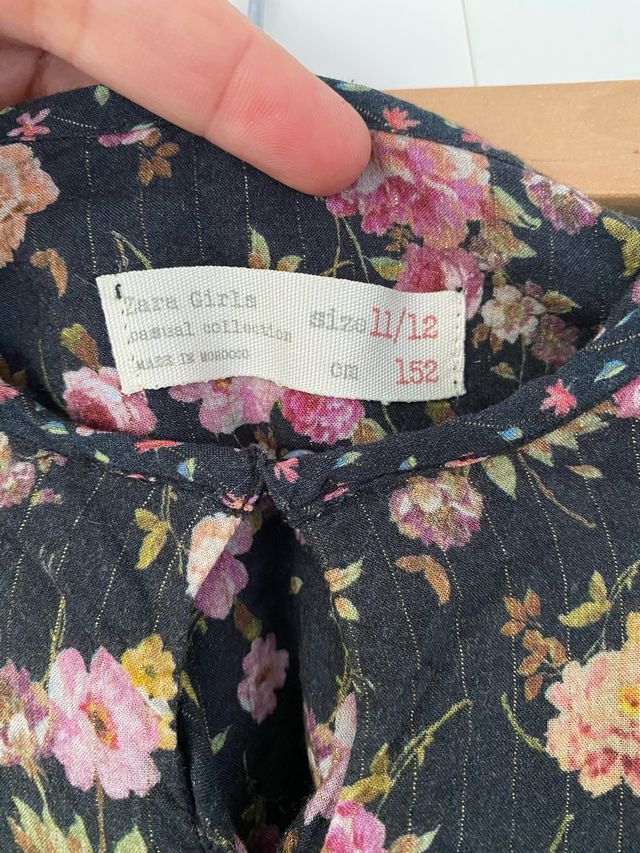 Zara Girls
casual collection
MADE IN MOROCCO
size 11/12
cm 152